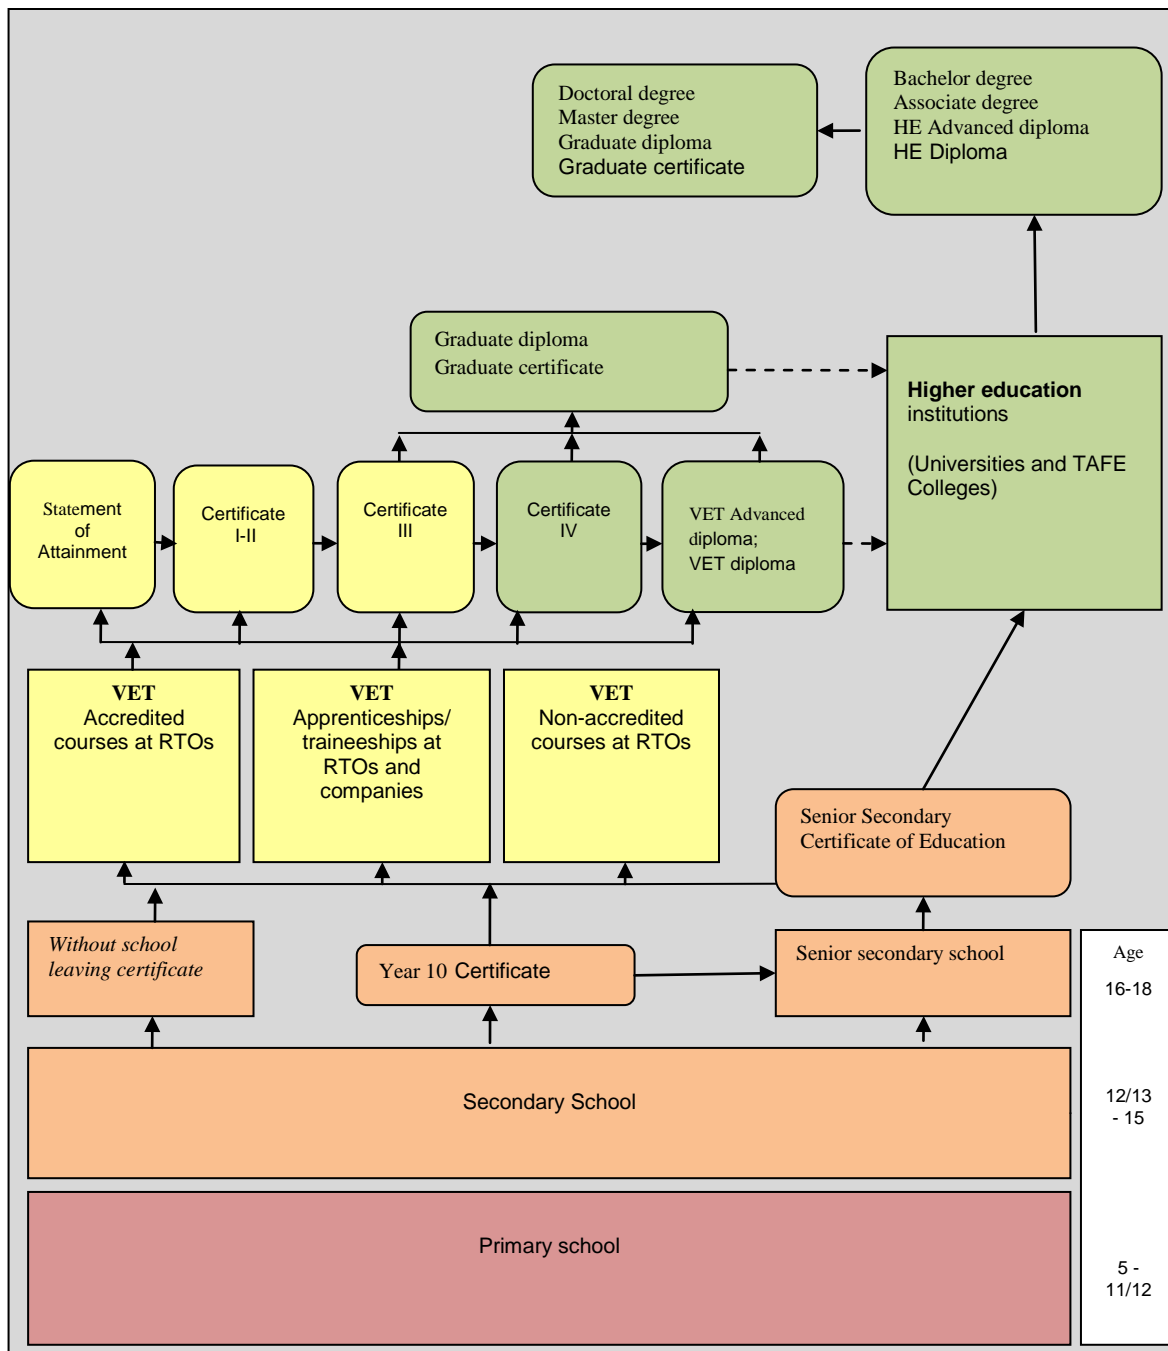 Doctoral degree
Master degree
Graduate diploma
Graduate certificate
Bachelor degree
Associate degree
HE Advanced diploma
HE Diploma
Graduate diploma
Graduate certificate
Higher education
institutions
(Universities and TAFE
Colleges)
Statement
of
Attainment
Certificate
I-II
Certificate
III
Certificate
IV
VET Advanced
diploma;
VET diploma
VET
Accredited
courses at RTOs
VET
Apprenticeships/
traineeships at
RTOs and
companies
VET
Non-accredited
courses at RTOs
Senior Secondary
Certificate of Education
Without school
leaving certificate
Year 10 Certificate
Senior secondary school
Age
16-18
Secondary School
12/13
- 15
Primary school
5 -
11/12